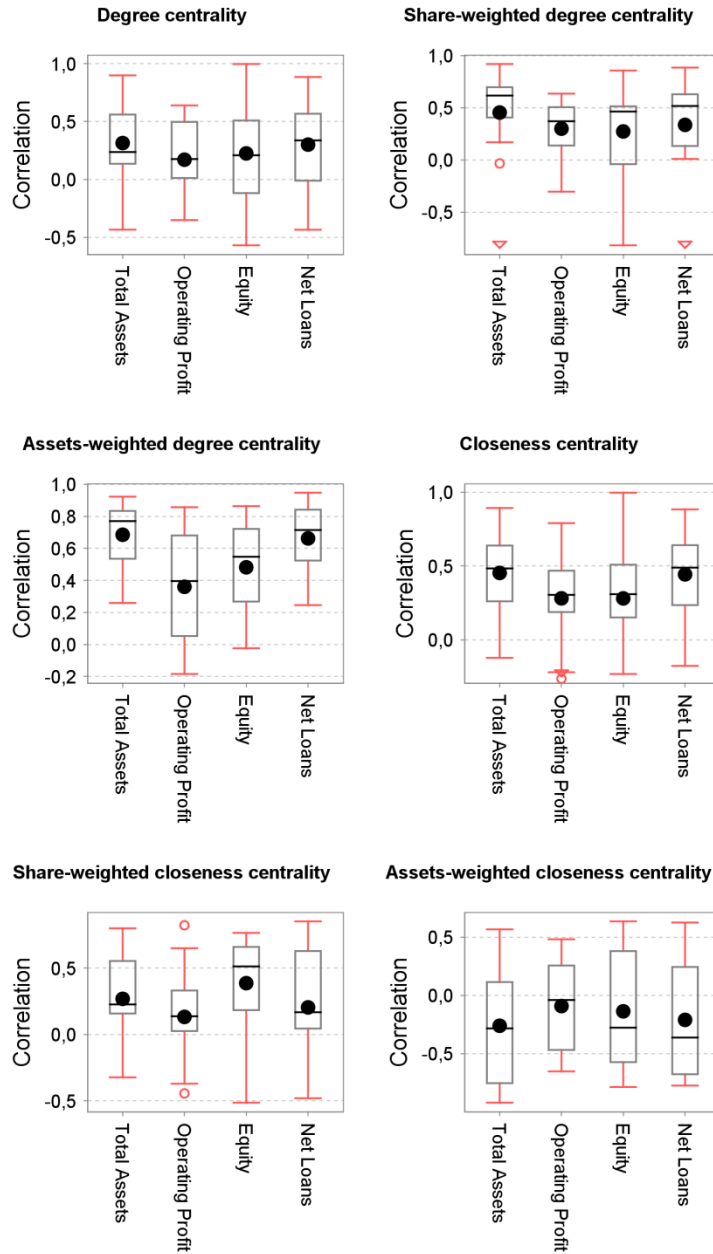 Degree centrality
Correlation
1,0
0,5
0,0
-0,5
Total Assets
Operating Profit
Equity
Net Loans
Share-weighted degree centrality
Correlation
1,0
0,5
0,0
-0,5
Total Assets
Operating Profit
Equity
Net Loans
Assets-weighted degree centrality
Correlation
1,0
0,8
0,6
0,4
0,2
0,0
-0,2
Total Assets
Operating Profit
Equity
Net Loans
Closeness centrality
Correlation
1,0
0,5
0,0
Total Assets
Operating Profit
Equity
Net Loans
Share-weighted closeness centrality
Correlation
0,5
0,0
-0,5
Total Assets
Operating Profit
Equity
Net Loans
Assets-weighted closeness centrality
Correlation
0,5
0,0
-0,5
Total Assets
Operating Profit
Equity
Net Loans